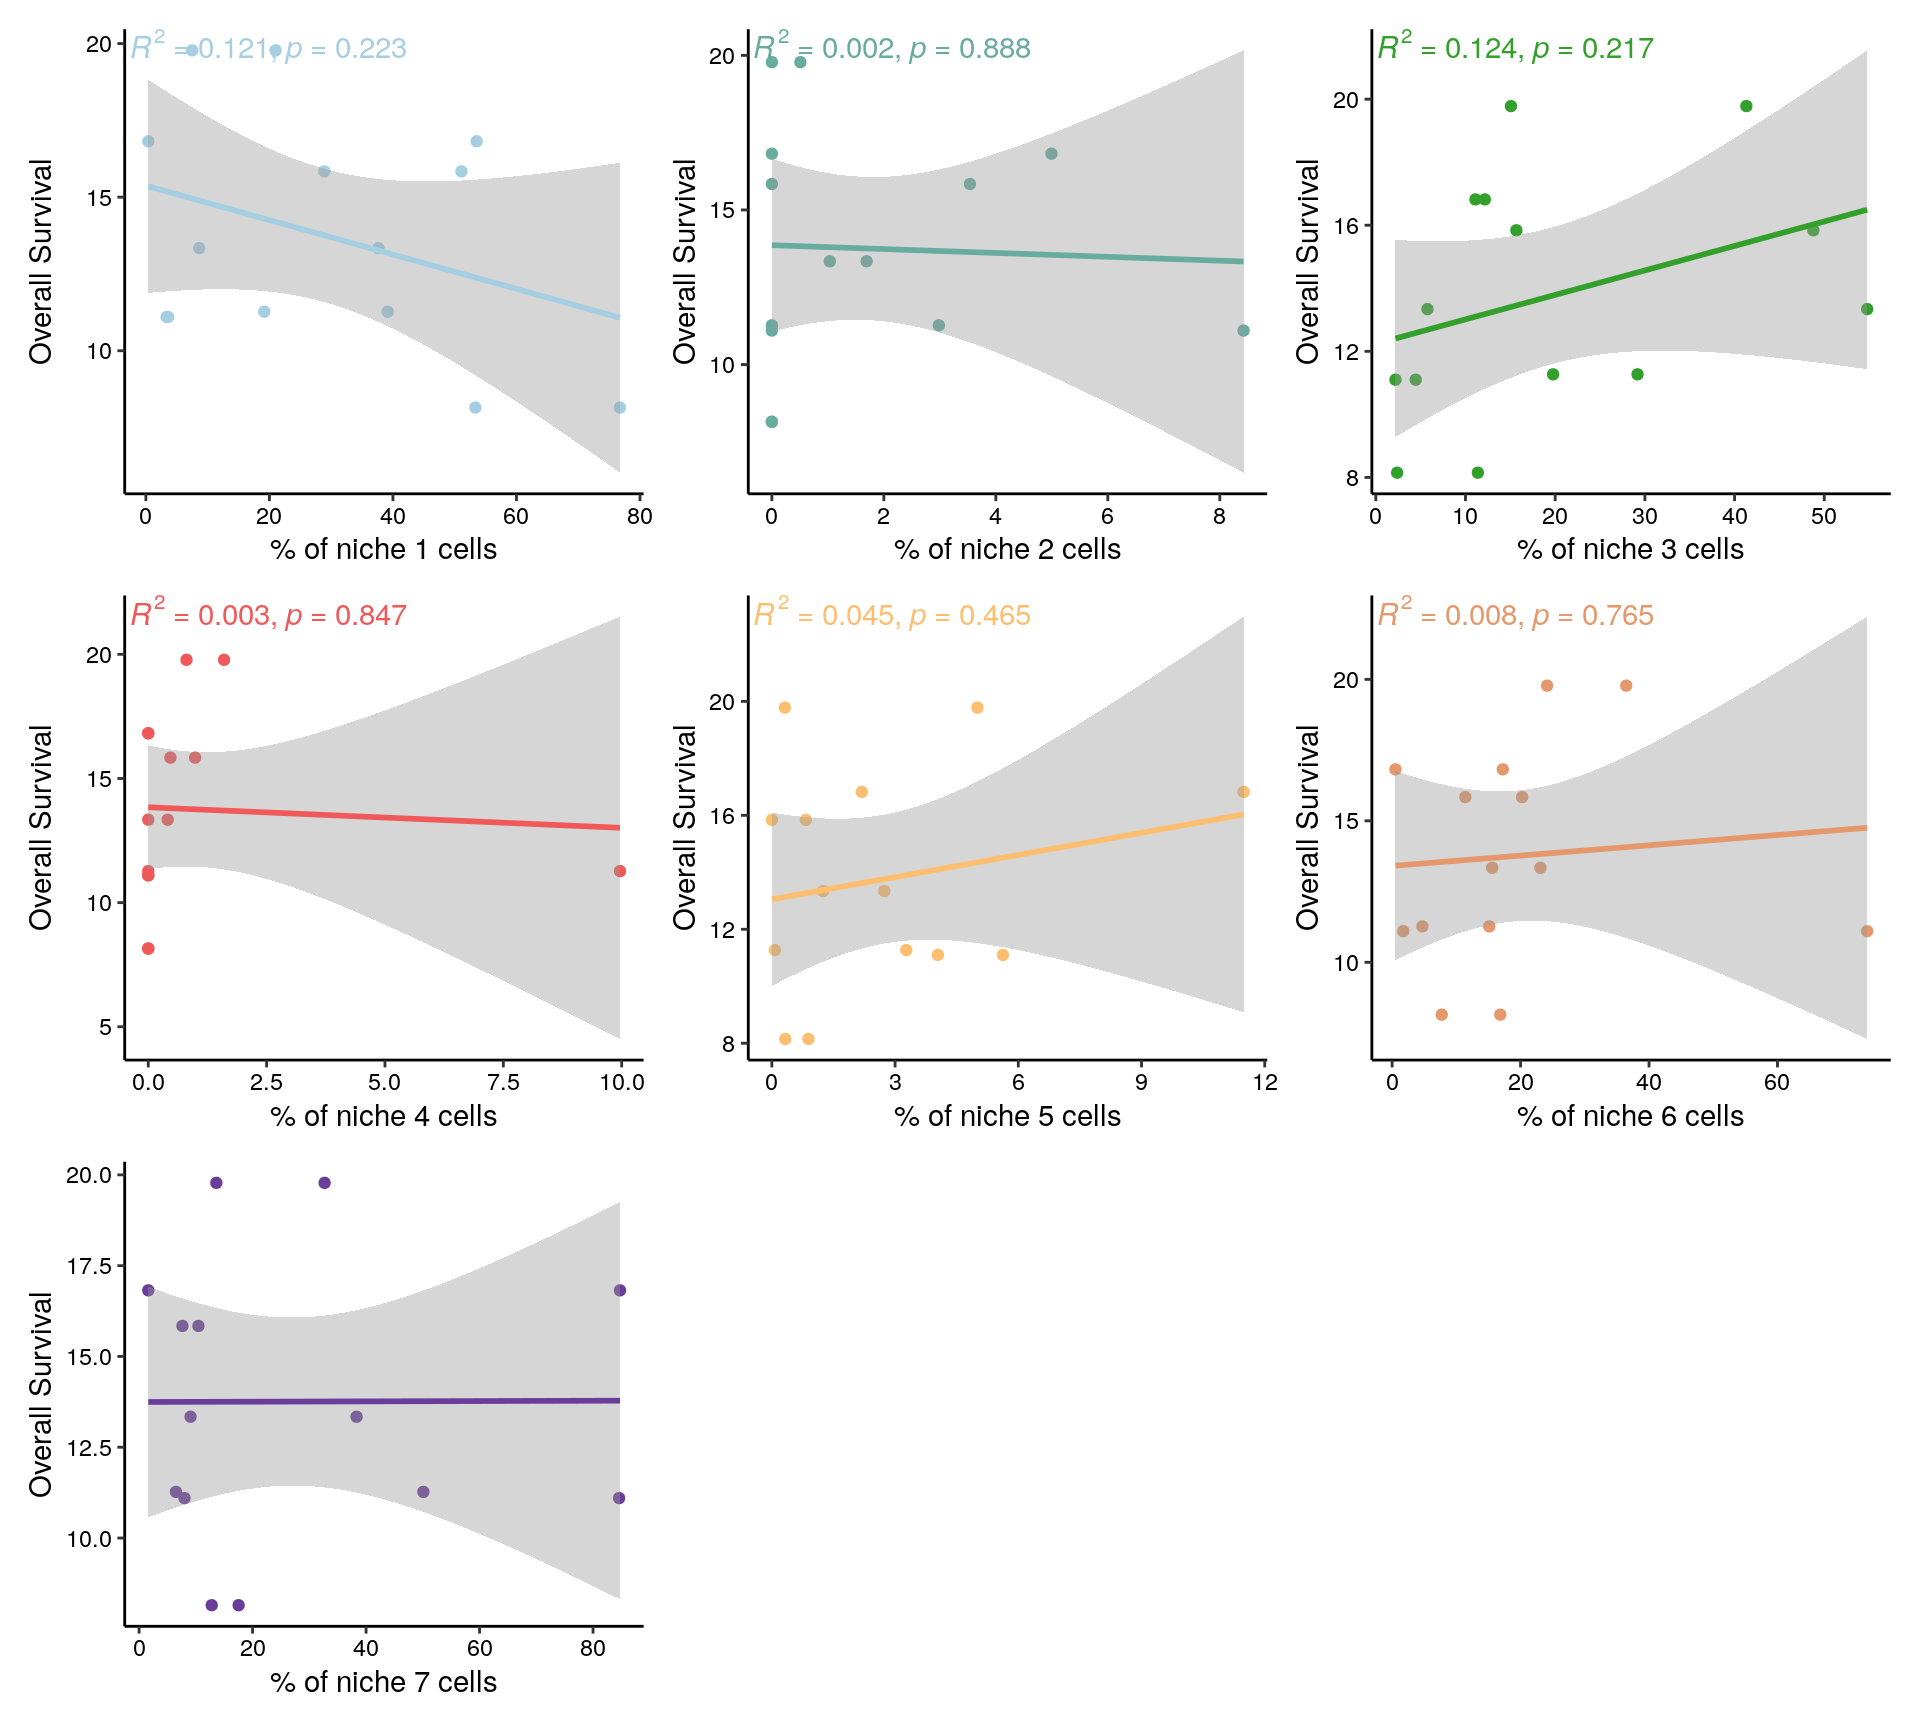 R² = 0.121, p = 0.223
20
15
10
Overall Survival
0 20 40 60 80
% of niche 1 cells
R² = 0.002, p = 0.888
20
15
10
Overall Survival
0 2 4 6 8
% of niche 2 cells
R² = 0.124, p = 0.217
20
16
12
8
Overall Survival
0 10 20 30 40 50
% of niche 3 cells
R² = 0.003, p = 0.847
20
15
10
5
Overall Survival
0.0 2.5 5.0 7.5 10.0
% of niche 4 cells
R² = 0.045, p = 0.465
20
16
12
8
Overall Survival
0 3 6 9 12
% of niche 5 cells
R² = 0.008, p = 0.765
20
15
10
Overall Survival
0 20 40 60
% of niche 6 cells
20.0
17.5
15.0
12.5
10.0
Overall Survival
0 20 40 60 80
% of niche 7 cells